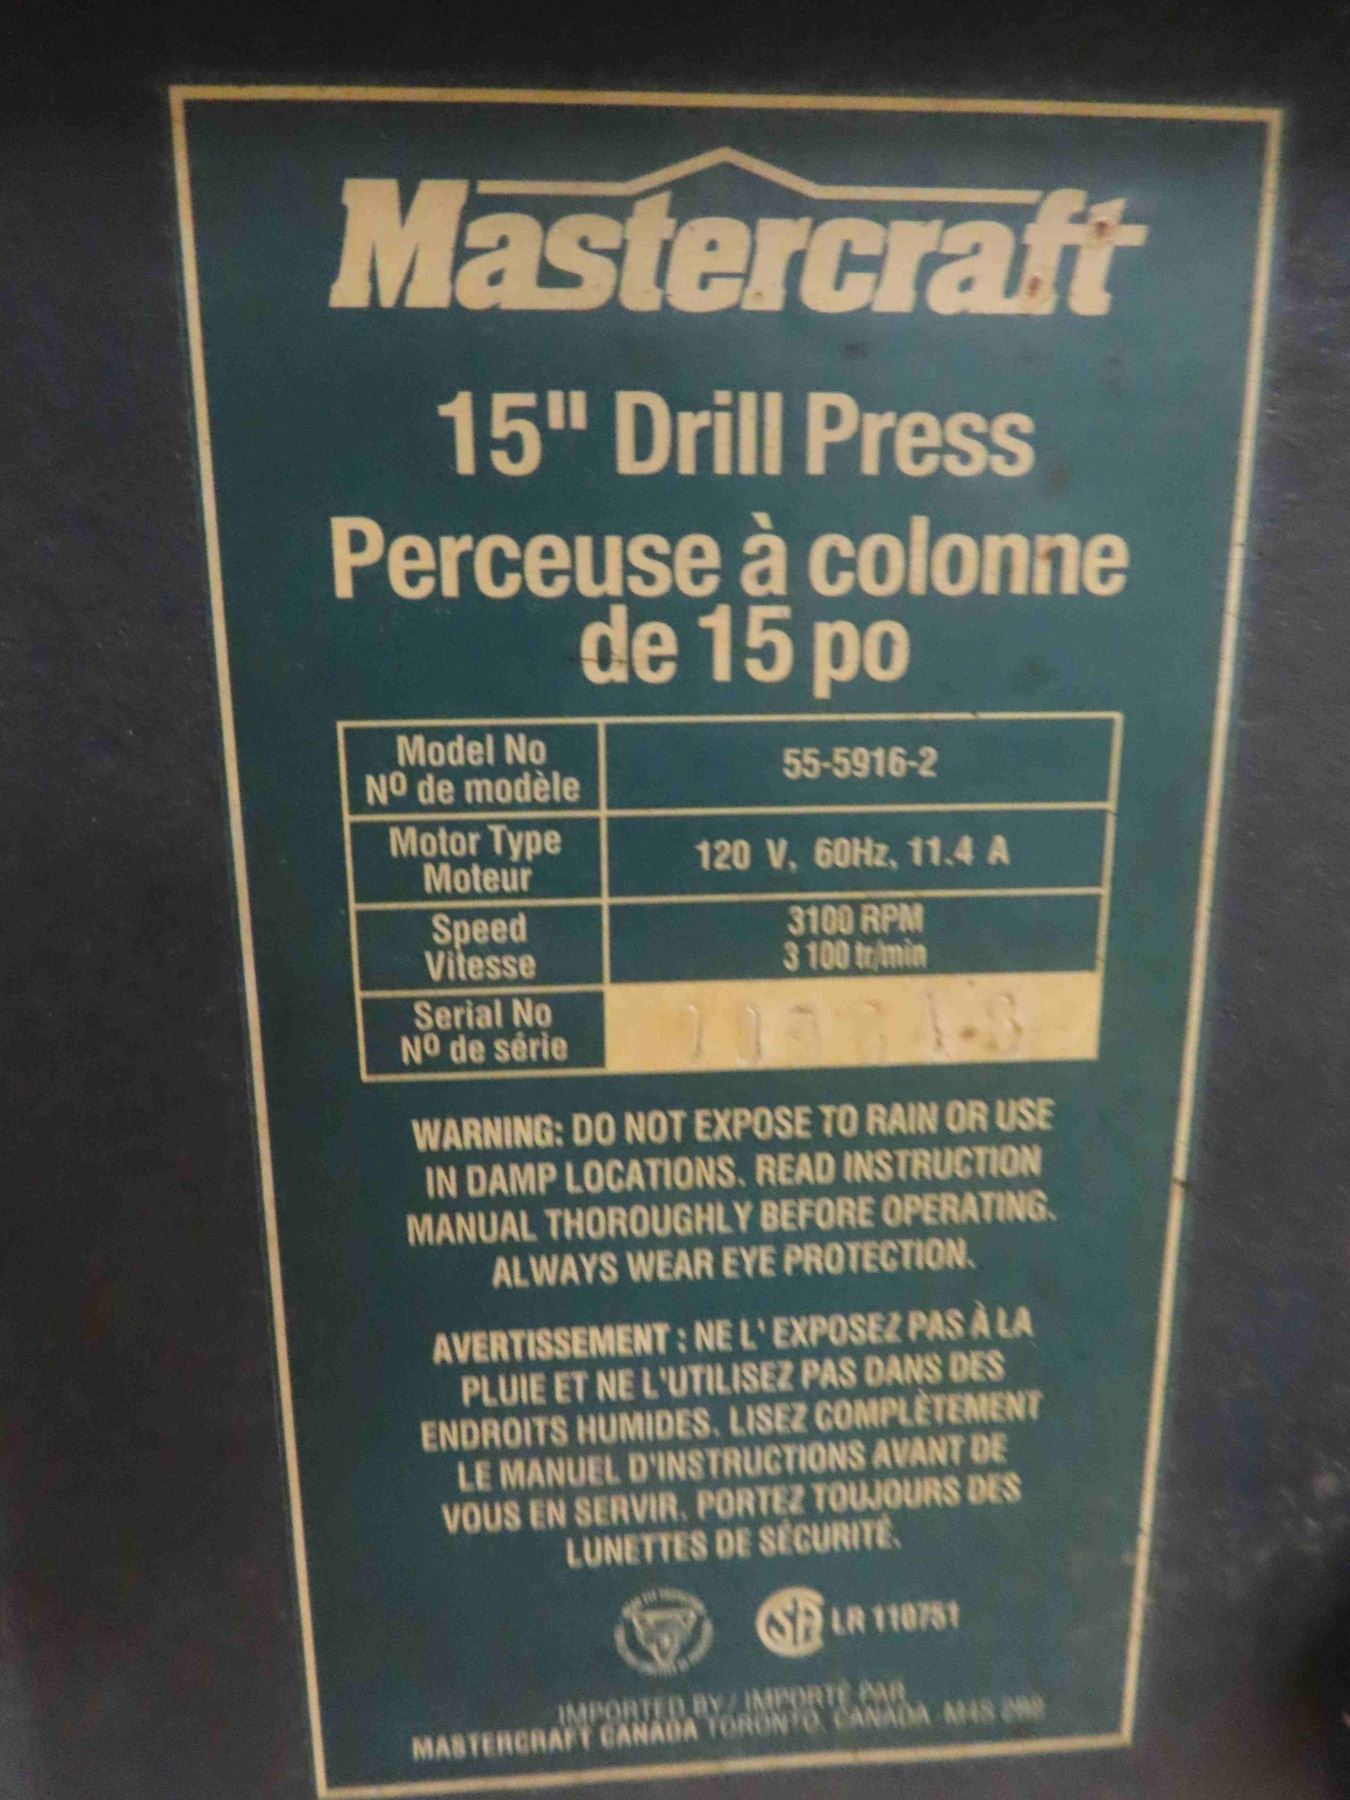 Mastercraft
15" Drill Press
Perceuse à colonne
de 15 po
Model No
Nº de modèle
55-5916-2
Motor Type
Moteur
120 V, 60Hz, 11.4 A
Speed
Vitesse
3100 RPM
3 100 tr/min
Serial No
Nº de série
WARNING: DO NOT EXPOSE TO RAIN OR USE
IN DAMP LOCATIONS. READ INSTRUCTION
MANUAL THOROUGHLY BEFORE OPERATING.
ALWAYS WEAR EYE PROTECTION.
AVERTISSEMENT : NE L' EXPOSEZ PAS À LA
PLUIE ET NE L'UTILISEZ PAS DANS DES
ENDROITS HUMIDES. LISEZ COMPLÈTEMENT
LE MANUEL D'INSTRUCTIONS AVANT DE
VOUS EN SERVIR. PORTEZ TOUJOURS DES
LUNETTES DE SÉCURITÉ.
LR 110751
IMPORTED BY / IMPORTÉ PAR
MASTERCRAFT CANADA TORONTO, CANADA